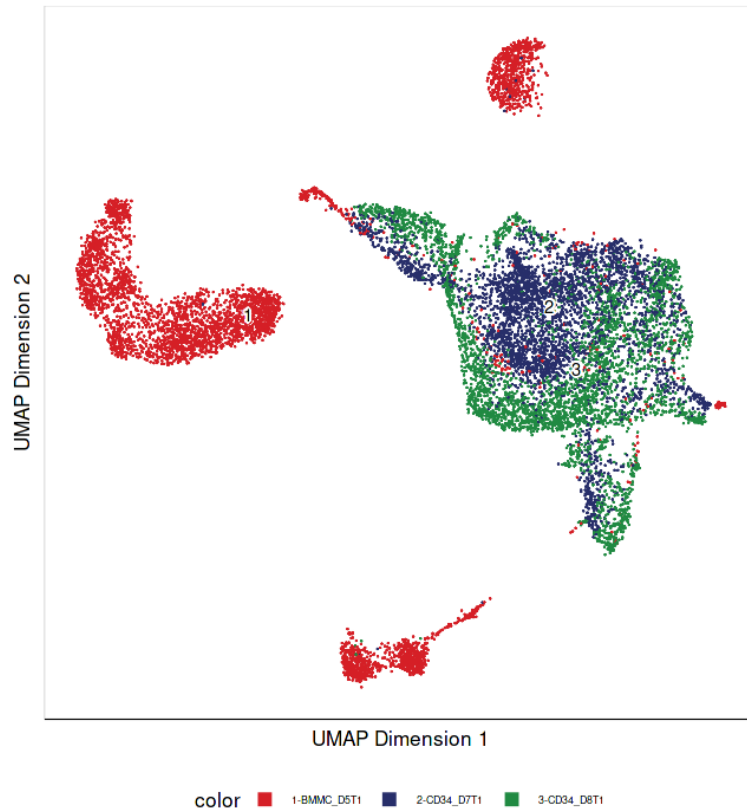 1
2
3
UMAP Dimension 2
UMAP Dimension 1
color 1-BMMC_D5T1 2-CD34_D7T1 3-CD34_D8T1